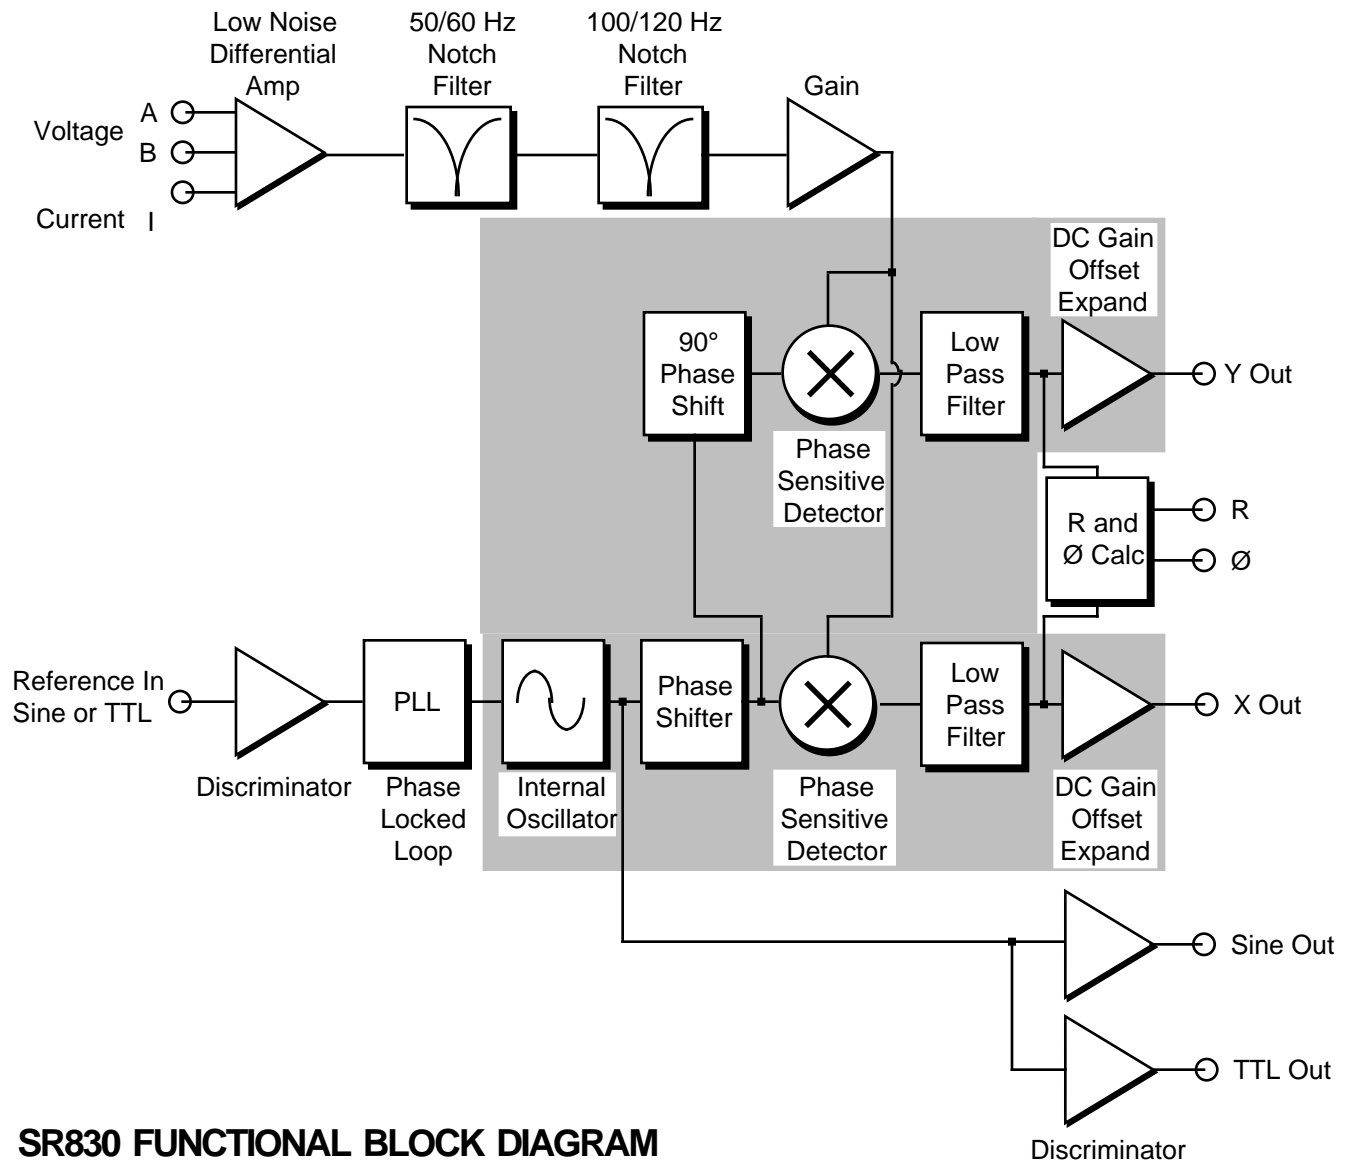 Low Noise
Differential
Amp
50/60 Hz
Notch
Filter
100/120 Hz
Notch
Filter
Gain
Voltage
A
B
Current
I
DC Gain
Offset
Expand
90°
Phase
Shift
Low
Pass
Filter
Y Out
Phase
Sensitive
Detector
R and
Ø Calc
R
Ø
Reference In
Sine or TTL
PLL
Phase
Shifter
Low
Pass
Filter
X Out
Discriminator
Phase
Locked
Loop
Internal
Oscillator
Phase
Sensitive
Detector
DC Gain
Offset
Expand
Sine Out
TTL Out
Discriminator
SR830 FUNCTIONAL BLOCK DIAGRAM